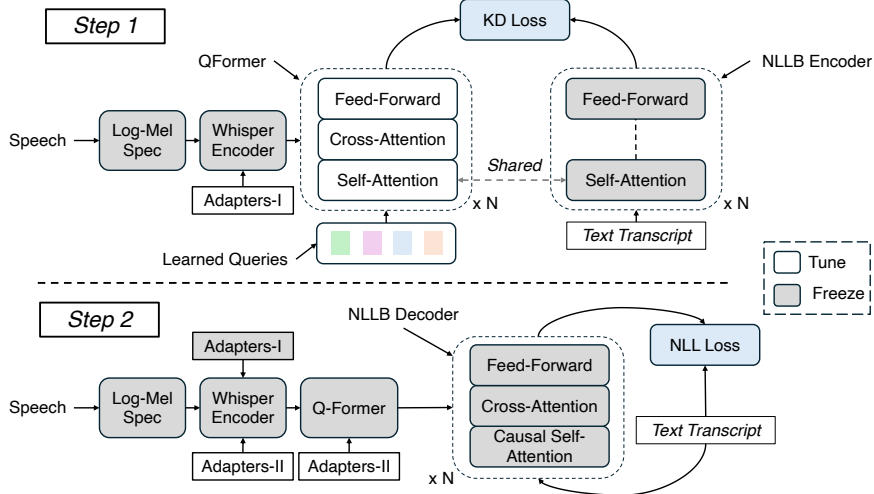 Step 1
KD Loss
QFormer
NLLB Encoder
Feed-Forward
Cross-Attention
Self-Attention
x N
Feed-Forward
Self-Attention
x N
Shared
Speech
Log-Mel
Spec
Whisper
Encoder
Adapters-I
Learned Queries
Text Transcript
Tune
Freeze
Step 2
NLLB Decoder
NLL Loss
Adapters-I
Speech
Log-Mel
Spec
Whisper
Encoder
Q-Former
Adapters-II
Adapters-II
Feed-Forward
Cross-Attention
Causal Self-
Attention
x N
Text Transcript